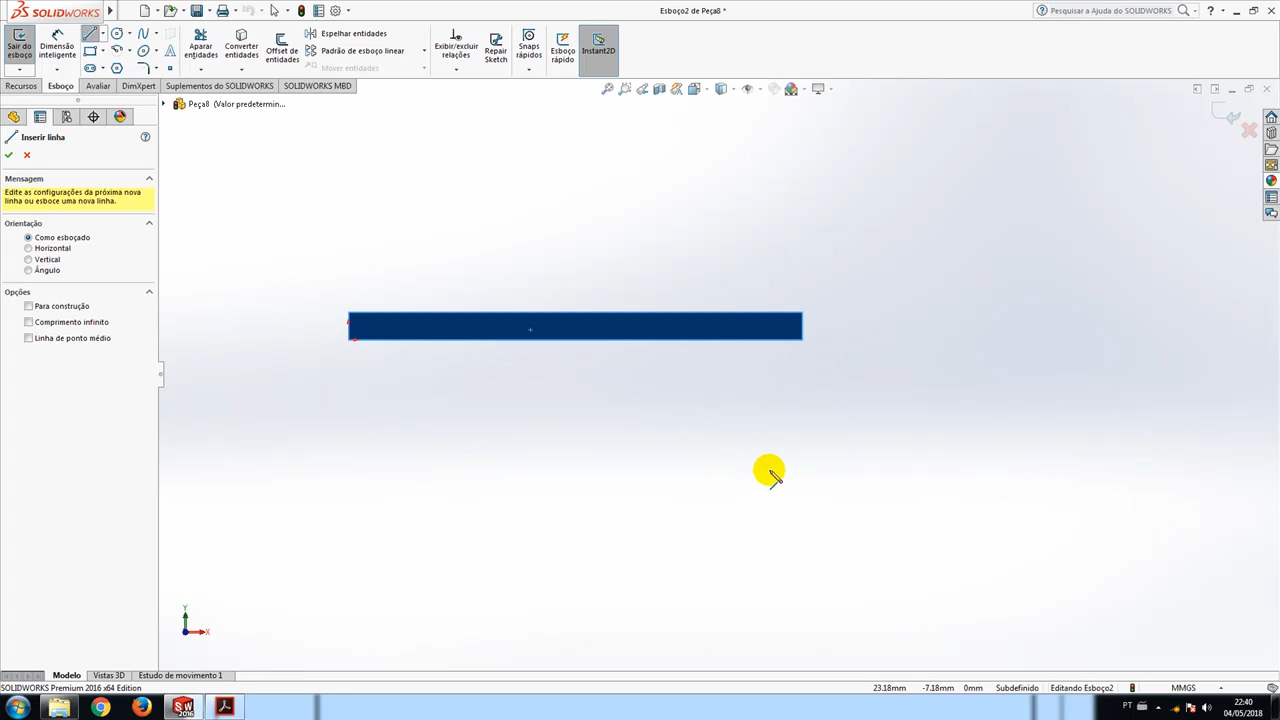 SOLIDWORKS
Esboço2 de Peça8 *
Pesquisar a Ajuda do SOLIDWORKS
Sair do esboço
Dimensão inteligente
Aparar entidades
Converter entidades
Offset de entidades
Espelhar entidades
Padrão de esboço linear
Mover entidades
Exibir/excluir relações
Repair Sketch
Snaps rápidos
Esboço rápido
Instant2D
Recursos
Esboço
Avaliar
DimXpert
Suplementos do SOLIDWORKS
SOLIDWORKS MBD
Peça8 (Valor predetermin...
Inserir linha
Mensagem
Edite as configurações da próxima nova
linha ou esboce uma nova linha.
Orientação
Como esboçado
Horizontal
Vertical
Ângulo
Opções
Para construção
Comprimento infinito
Linha de ponto médio
Y
X
Modelo
Vistas 3D
Estudo de movimento 1
SOLIDWORKS Premium 2016 x64 Edition
23.18mm
-7.18mm
0mm
Subdefinido
Editando Esboço2
MMGS
SW
2016
PT
22:40
04/05/2018